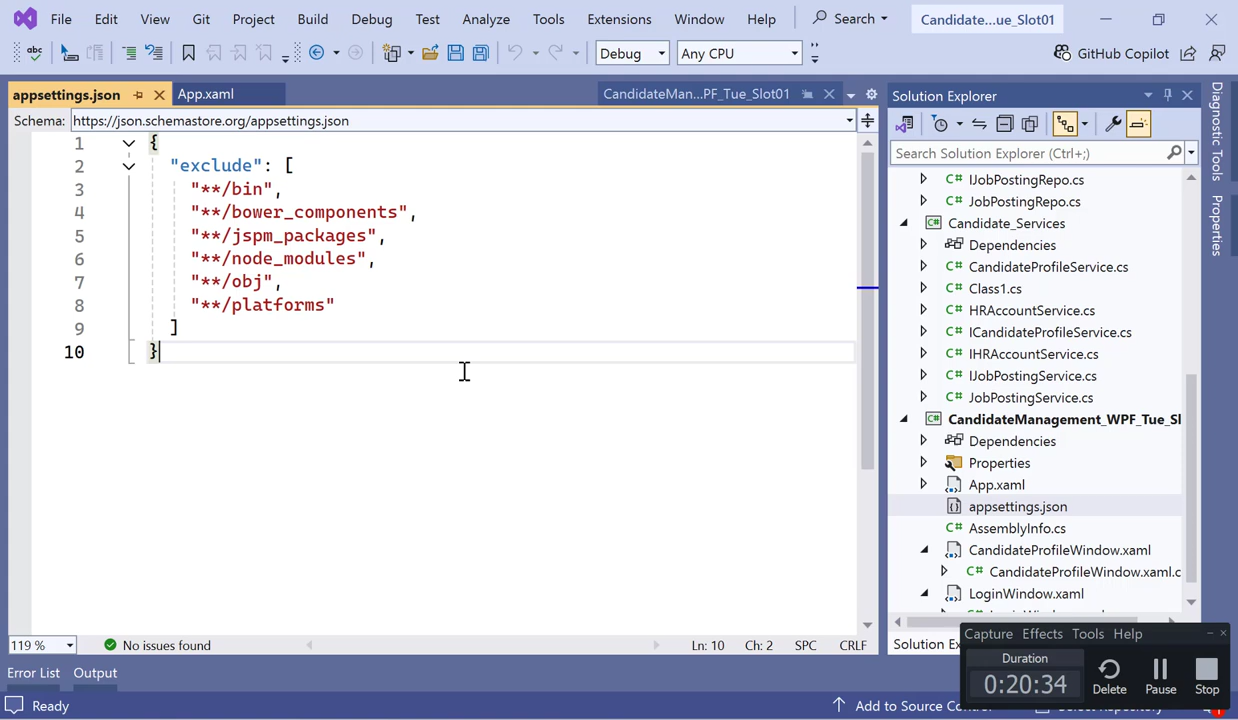 File Edit View Git Project Build Debug Test Analyze Tools Extensions Window Help Search Candidate...ue_Slot01
abc Debug Any CPU GitHub Copilot
appsettings.json App.xaml CandidateMan...PF_Tue_Slot01
Schema: https://json.schemastore.org/appsettings.json
1 {
2 "exclude": [
3 "**/bin",
4 "**/bower_components",
5 "**/jspm_packages",
6 "**/node_modules",
7 "**/obj",
8 "**/platforms"
9 ]
10 }
119 % No issues found Ln: 10 Ch: 2 SPC CRLF
Error List Output
Ready Add to Source
Solution Explorer
Search Solution Explorer (Ctrl+;)
C# IJobPostingRepo.cs
C# JobPostingRepo.cs
C# Candidate_Services
Dependencies
C# CandidateProfileService.cs
C# Class1.cs
C# HRAccountService.cs
C# ICandidateProfileService.cs
C# IHRAccountService.cs
C# IJobPostingService.cs
C# JobPostingService.cs
C# CandidateManagement_WPF_Tue_Sl
Dependencies
Properties
App.xaml
appsettings.json
C# AssemblyInfo.cs
CandidateProfileWindow.xaml
C# CandidateProfileWindow.xaml.c
LoginWindow.xaml
Solution Ex
Capture Effects Tools Help
Duration
0:20:34
Delete Pause Stop
Diagnostic Tools
Properties